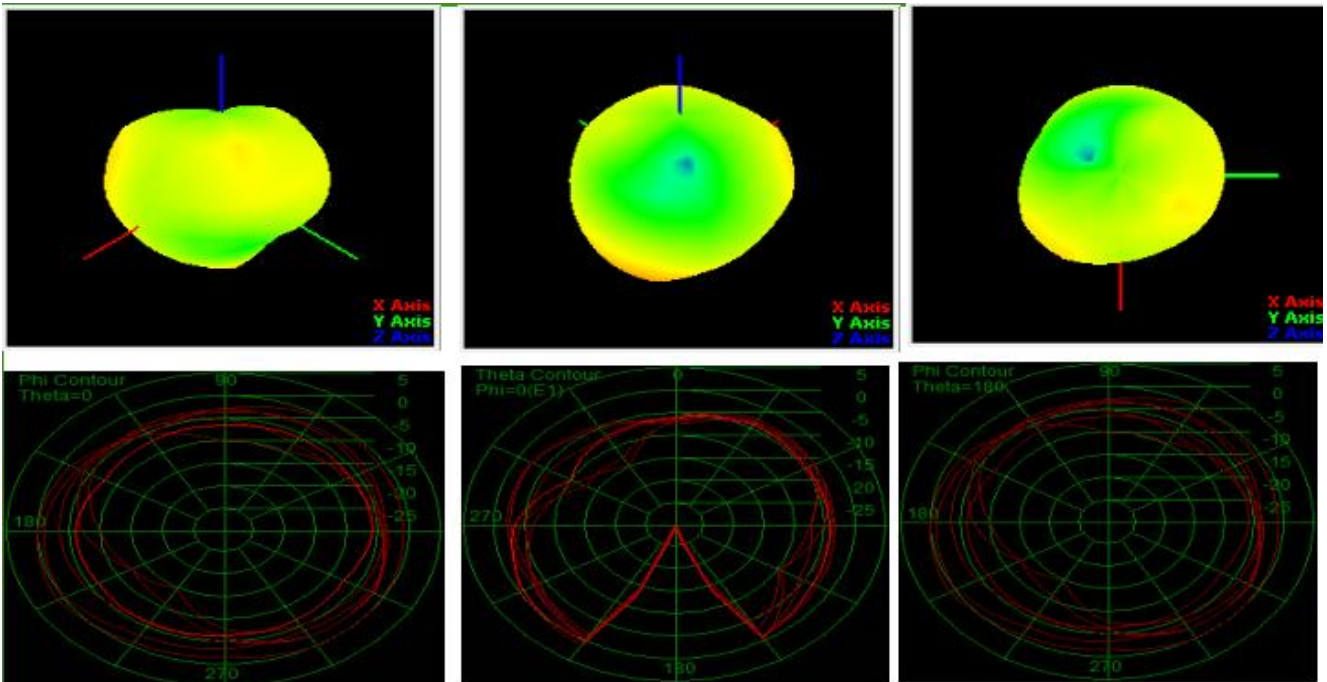 X Axis
Y Axis
Z Axis
X Axis
Y Axis
Z Axis
X Axis
Y Axis
Z Axis
Phi Contour
Theta=0
90
5
0
-5
-10
-15
-20
-25
180
270
Theta Contour
Phi=0(E1)
0
5
0
-5
-10
15
20
-25
270
180
Phi Contour
Theta=180
90
5
0
-5
-10
-15
-20
-25
180
270